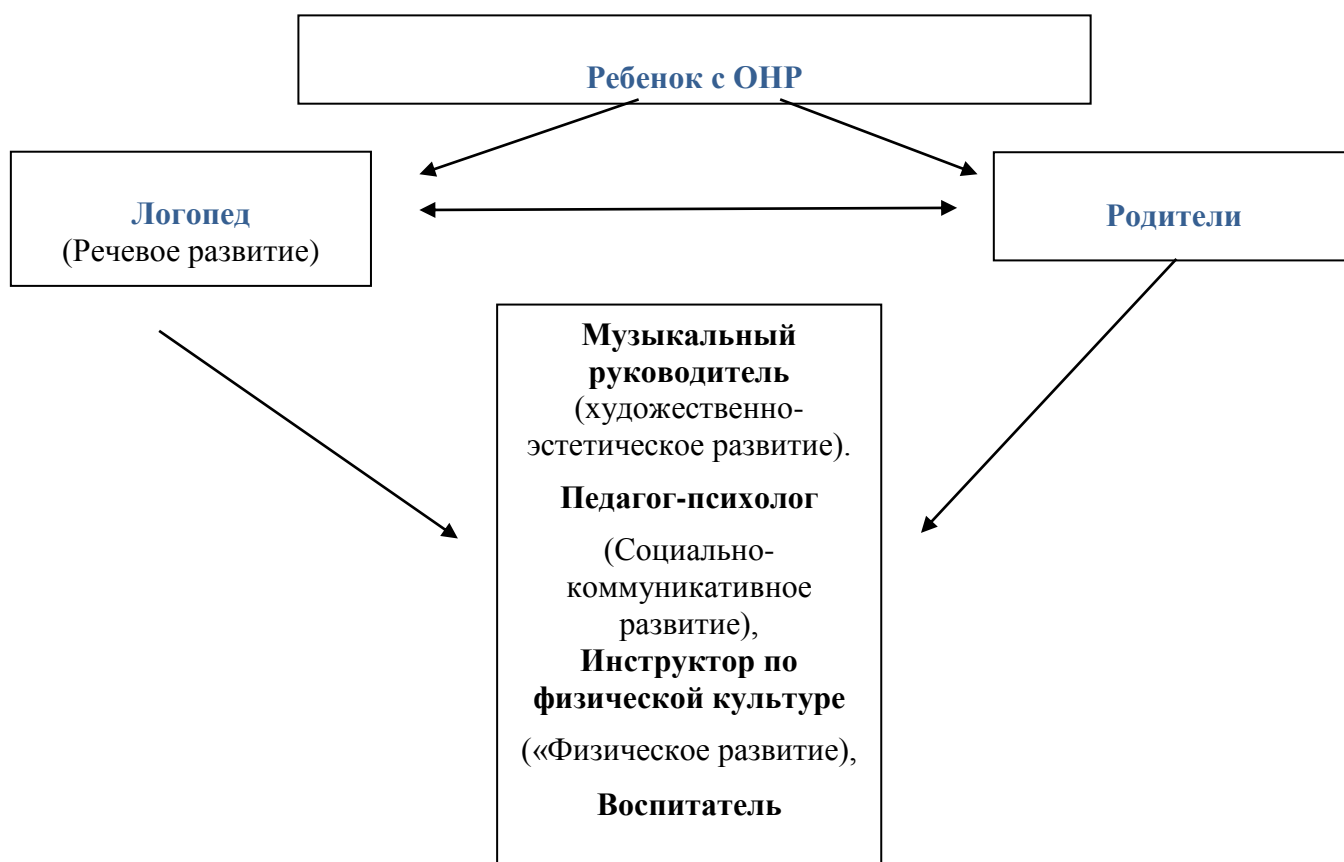 Ребенок с ОНР
Логопед
(Речевое развитие)
Родители
Музыкальный
руководитель
(художественно-
эстетическое развитие).
Педагог-психолог
(Социально-
коммуникативное
развитие),
Инструктор по
физической культуре
(«Физическое развитие),
Воспитатель